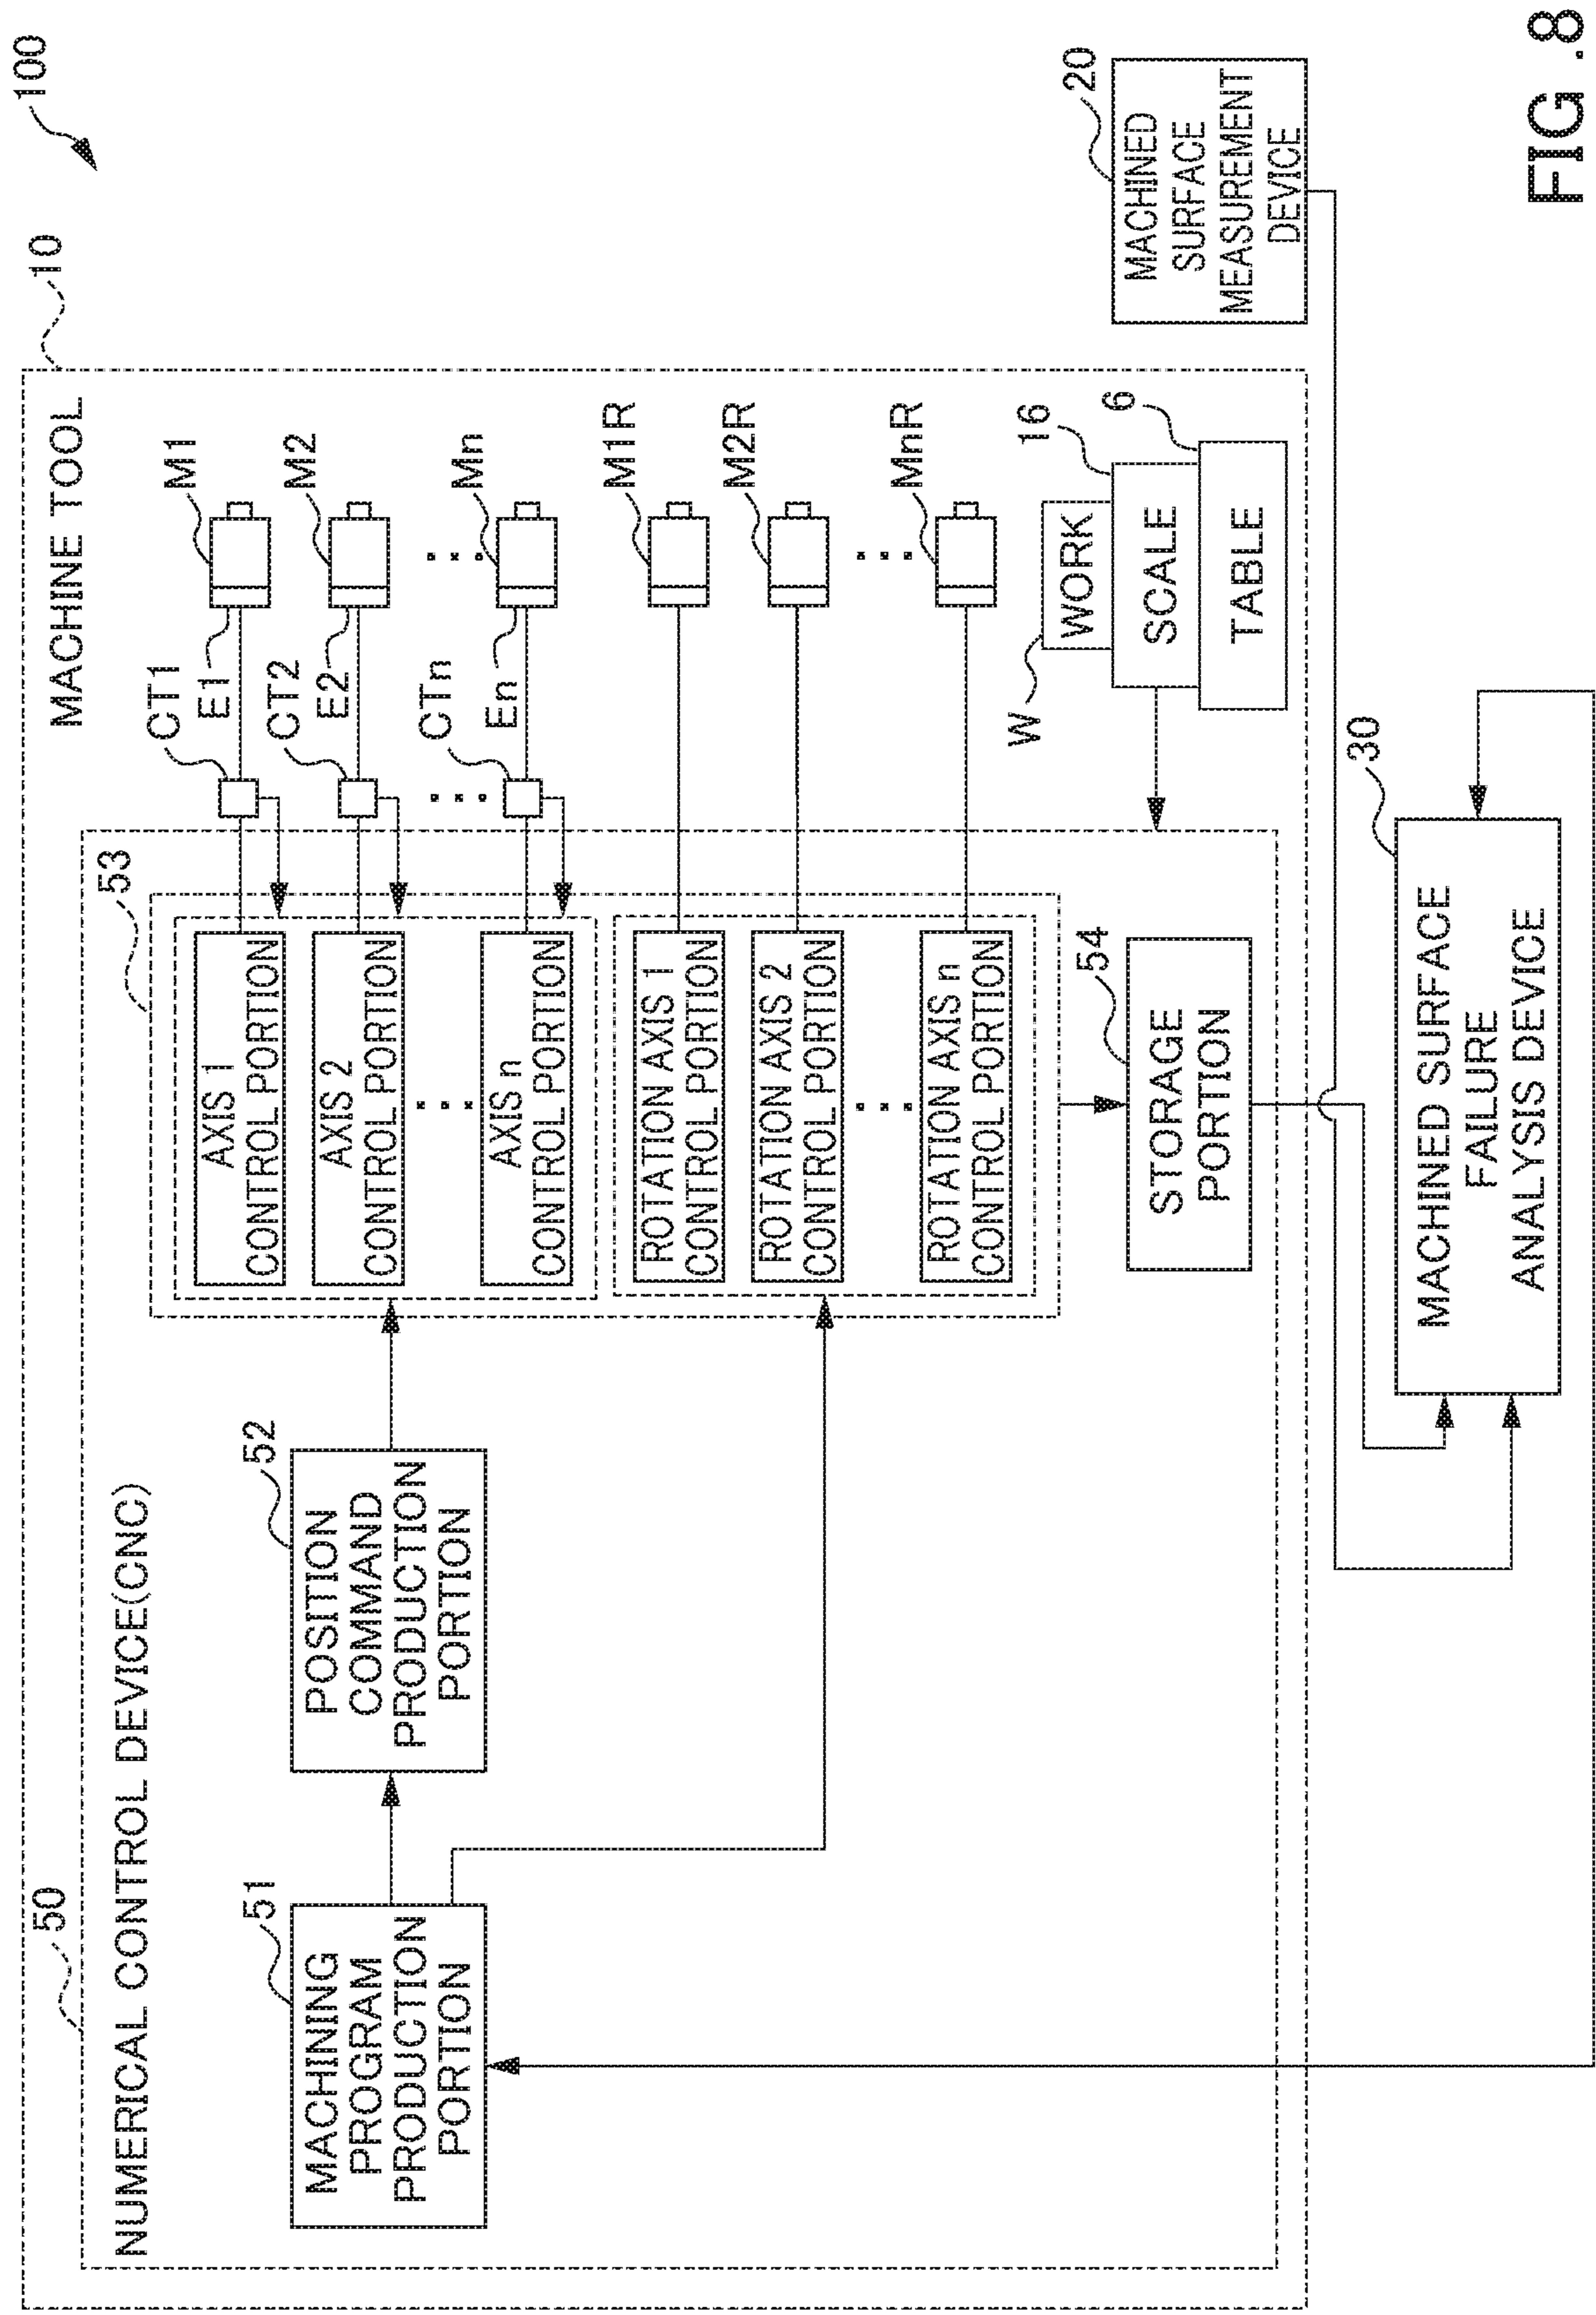 100
10
MACHINE TOOL
50
NUMERICAL CONTROL DEVICE(CNC)
51
MACHINING
PROGRAM
PRODUCTION
PORTION
52
POSITION
COMMAND
PRODUCTION
PORTION
53
AXIS 1
CONTROL PORTION
AXIS 2
CONTROL PORTION
AXIS n
CONTROL PORTION
ROTATION AXIS 1
CONTROL PORTION
ROTATION AXIS 2
CONTROL PORTION
ROTATION AXIS n
CONTROL PORTION
CT1
E1
M1
CT2
E2
M2
CTn
En
Mn
M1R
M2R
MnR
W
WORK
16
SCALE
6
TABLE
54
STORAGE
PORTION
20
MACHINED
SURFACE
MEASUREMENT
DEVICE
30
MACHINED SURFACE
FAILURE
ANALYSIS DEVICE
FIG .8